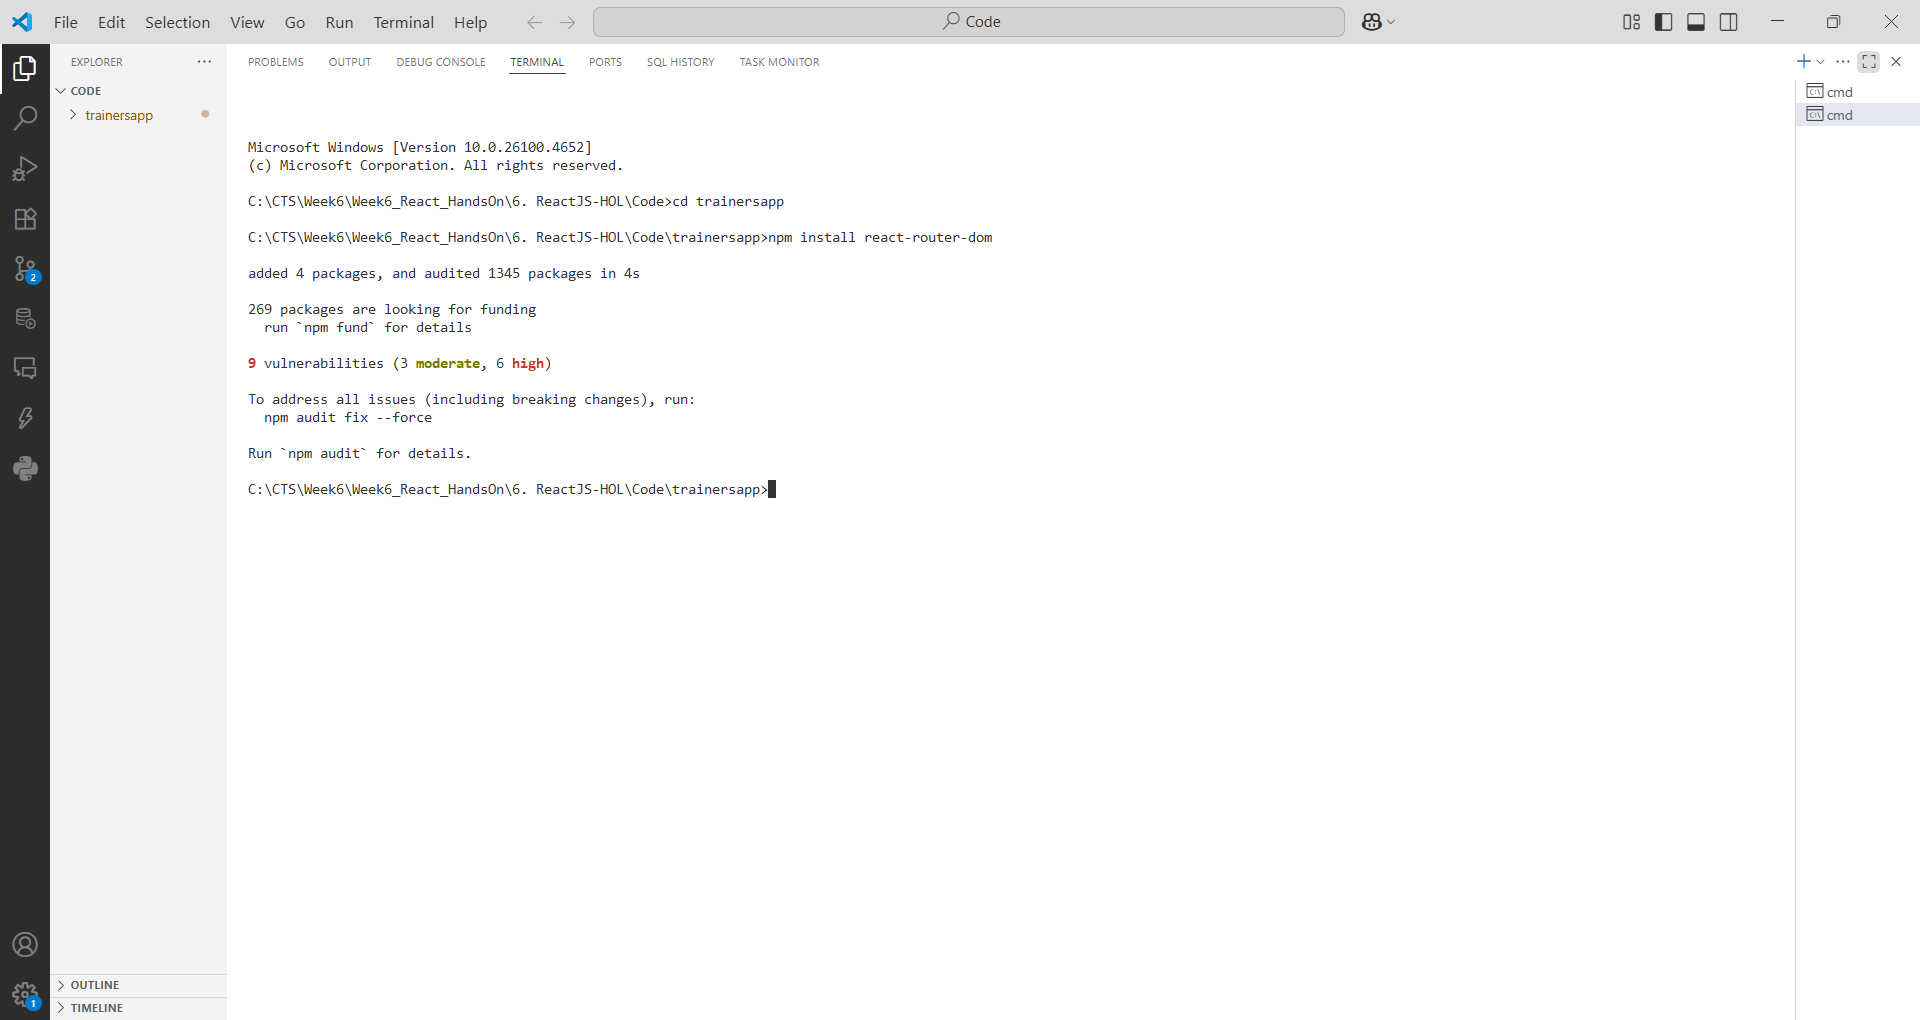 File Edit Selection View Go Run Terminal Help
Code
EXPLORER
CODE
trainersapp
PROBLEMS OUTPUT DEBUG CONSOLE TERMINAL PORTS SQL HISTORY TASK MONITOR
cmd
cmd
Microsoft Windows [Version 10.0.26100.4652]
(c) Microsoft Corporation. All rights reserved.
C:\CTS\Week6\Week6_React_HandsOn\6. ReactJS-HOL\Code>cd trainersapp
C:\CTS\Week6\Week6_React_HandsOn\6. ReactJS-HOL\Code\trainersapp>npm install react-router-dom
added 4 packages, and audited 1345 packages in 4s
269 packages are looking for funding
run `npm fund` for details
9 vulnerabilities (3 moderate, 6 high)
To address all issues (including breaking changes), run:
npm audit fix --force
Run `npm audit` for details.
C:\CTS\Week6\Week6_React_HandsOn\6. ReactJS-HOL\Code\trainersapp>
2
1
OUTLINE
TIMELINE